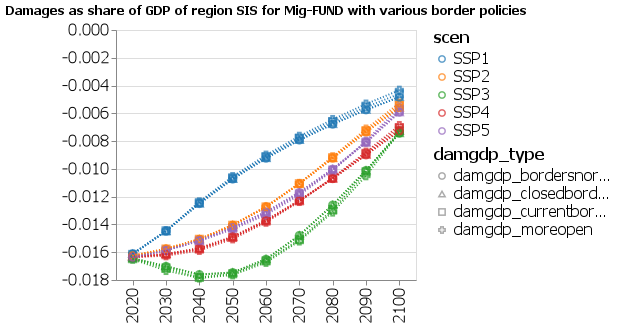 Damages as share of GDP of region SIS for Mig-FUND with various border policies
0.000
-0.002
-0.004
-0.006
-0.008
-0.010
-0.012
-0.014
-0.016
-0.018
2020
2030
2040
2050
2060
2070
2080
2090
2100
scen
SSP1
SSP2
SSP3
SSP4
SSP5
damgdp_type
damgdp_bordersnor...
damgdp_closedbord...
damgdp_currentbor...
damgdp_moreopen